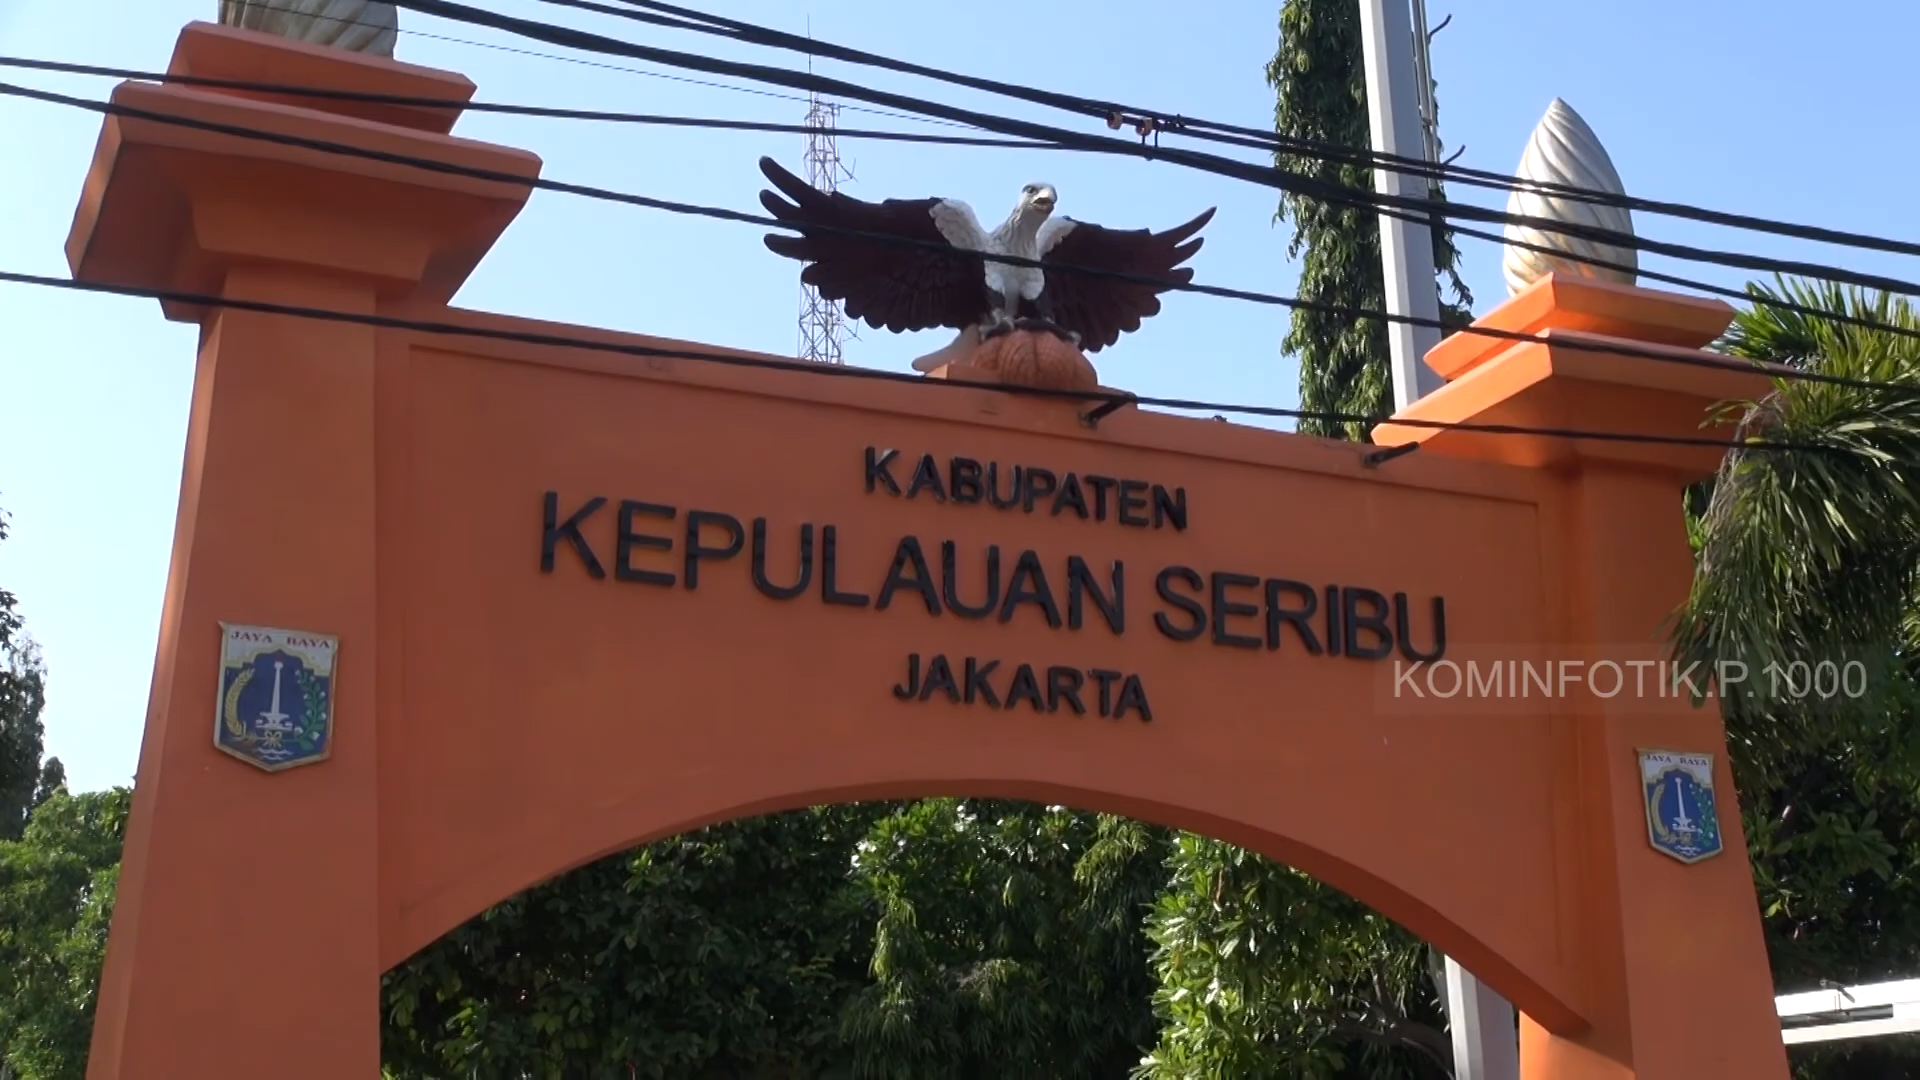 KABUPATEN
KEPULAUAN SERIBU
JAKARTA
JAYA RAYA
JAYA RAYA
KOMINFOTIK.P.1000